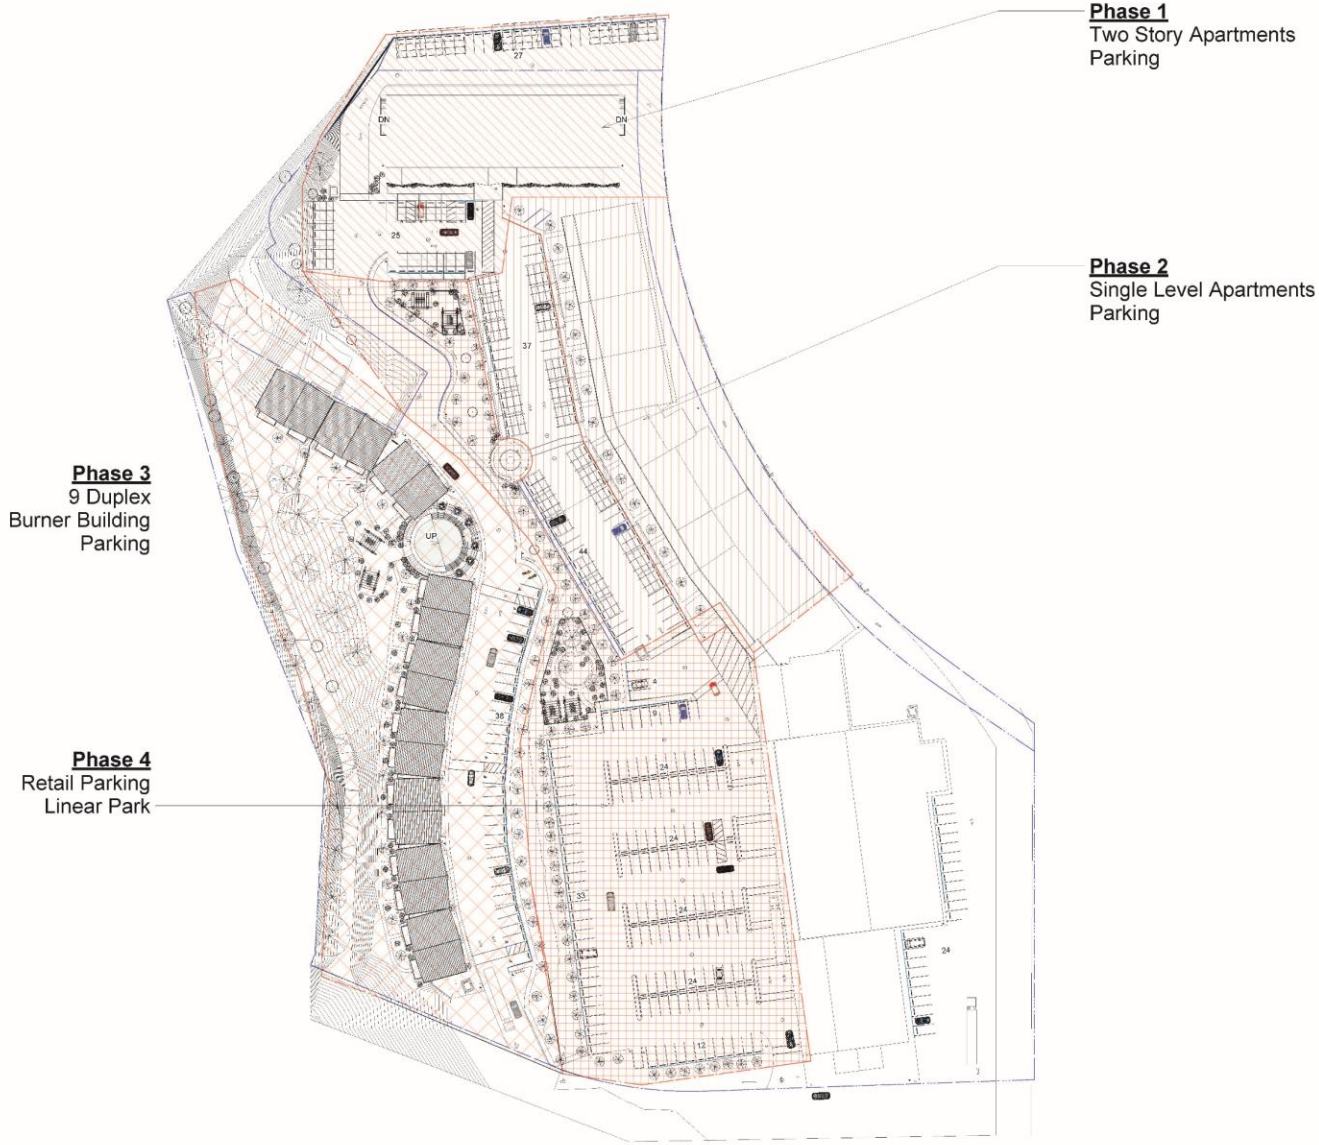 Phase 1
Two Story Apartments
Parking
27
DN
DN
25
Phase 2
Single Level Apartments
Parking
37
Phase 3
9 Duplex
Burner Building
Parking
UP
44
4
9
38
Phase 4
Retail Parking
Linear Park
24
24
33
24
24
24
12